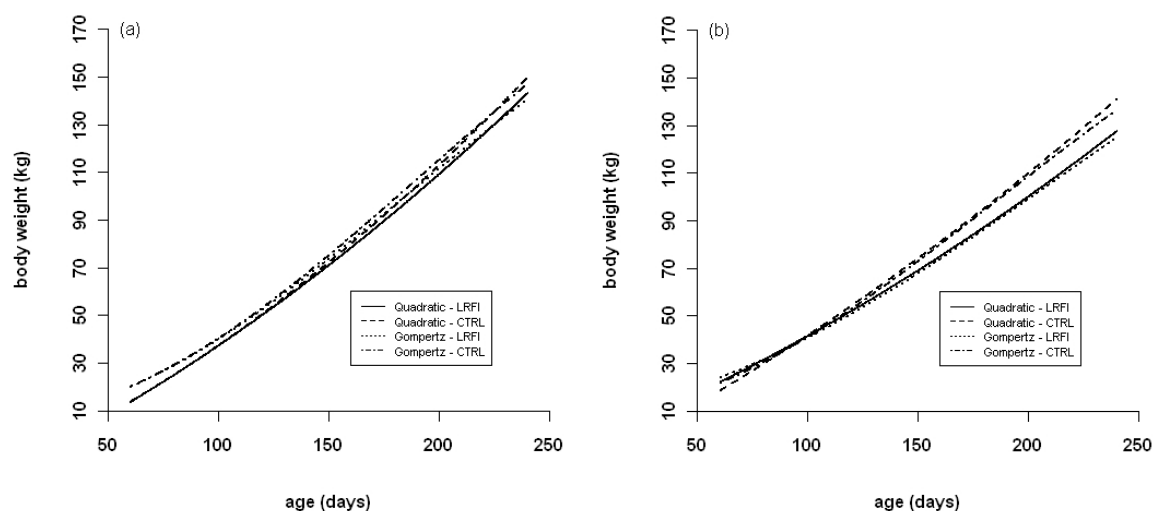 (a)
170
150
130
110
90
70
50
30
10
body weight (kg)
Quadratic - LRFI
Quadratic - CTRL
Gompertz - LRFI
Gompertz - CTRL
50 100 150 200 250
age (days)
(b)
170
150
130
110
90
70
50
30
10
body weight (kg)
Quadratic - LRFI
Quadratic - CTRL
Gompertz - LRFI
Gompertz - CTRL
50 100 150 200 250
age (days)